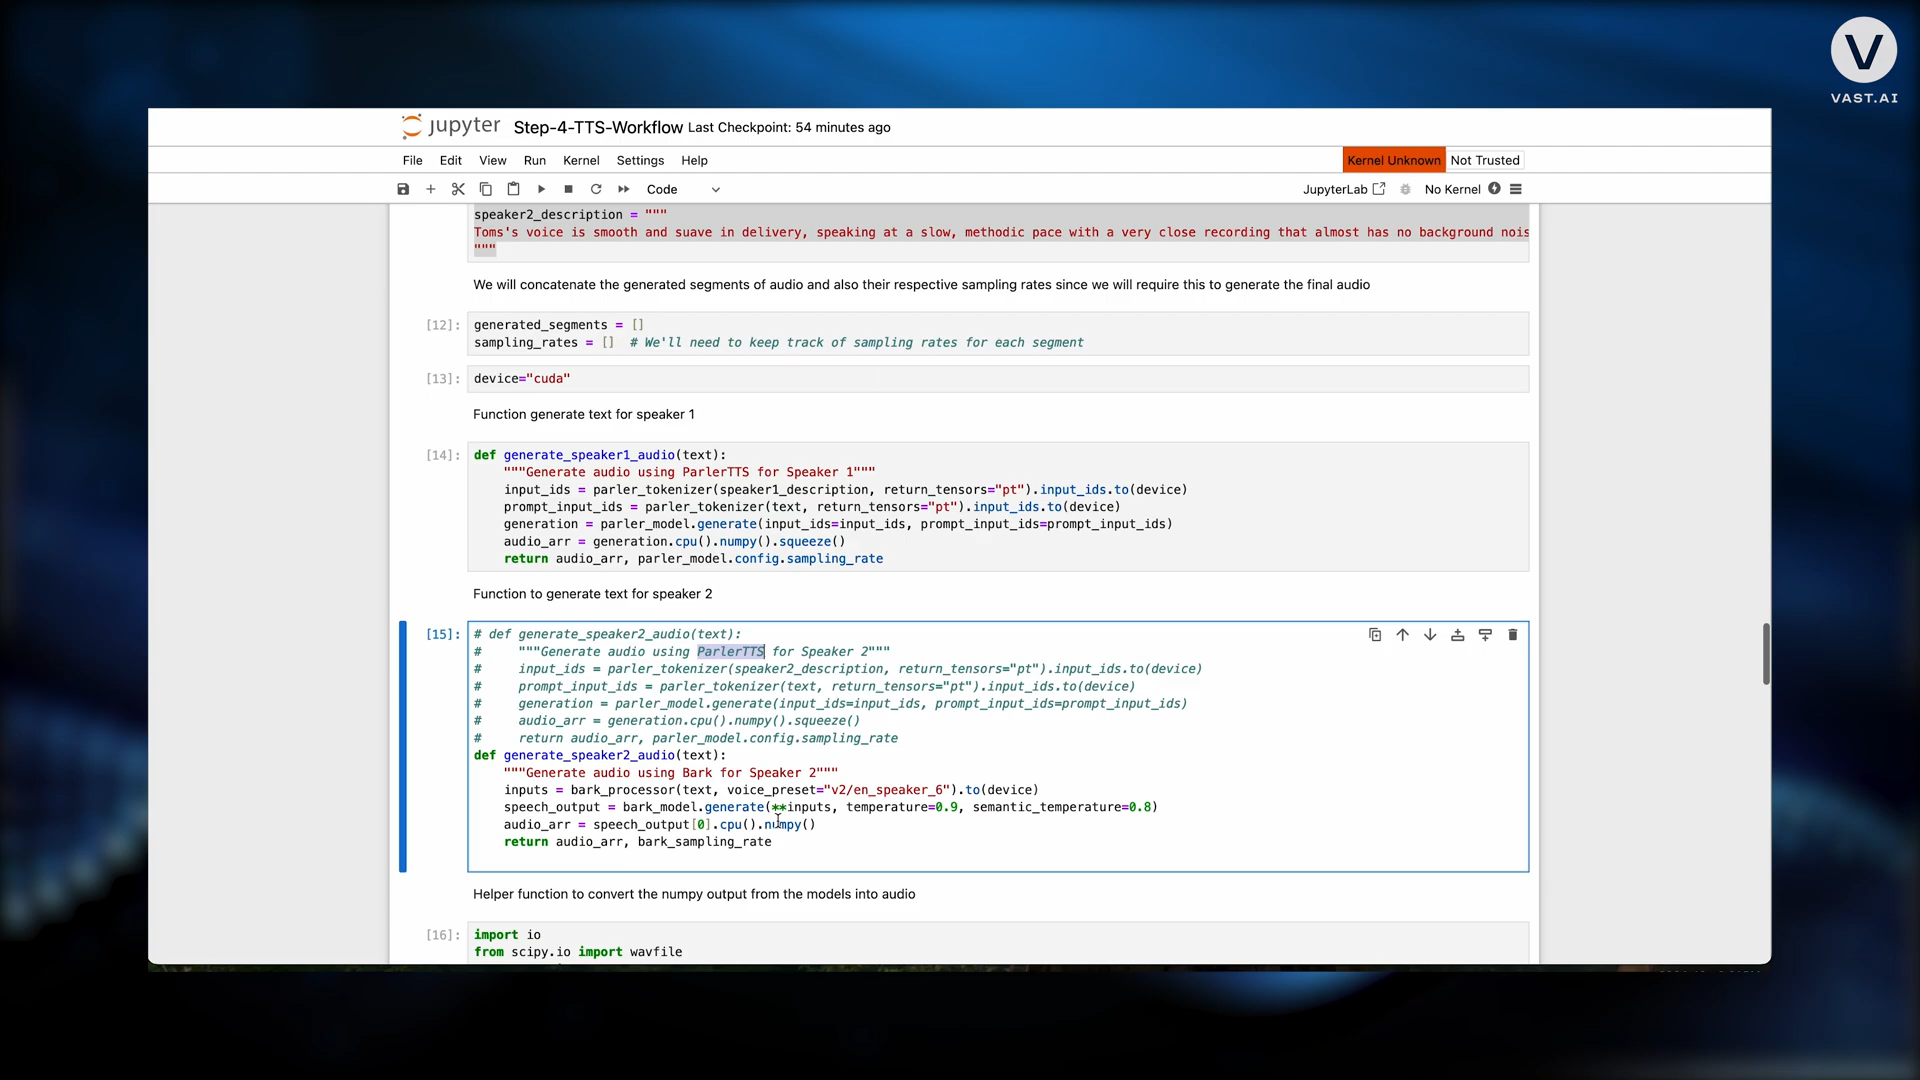 V
VAST.AI
jupyter Step-4-TTS-Workflow Last Checkpoint: 54 minutes ago
File Edit View Run Kernel Settings Help Kernel Unknown Not Trusted
Code JupyterLab No Kernel
speaker2_description = """
Toms's voice is smooth and suave in delivery, speaking at a slow, methodic pace with a very close recording that almost has no background nois
"""
We will concatenate the generated segments of audio and also their respective sampling rates since we will require this to generate the final audio
[12]: generated_segments = []
sampling_rates = []  # We'll need to keep track of sampling rates for each segment
[13]: device="cuda"
Function generate text for speaker 1
[14]: def generate_speaker1_audio(text):
"""Generate audio using ParlerTTS for Speaker 1"""
input_ids = parler_tokenizer(speaker1_description, return_tensors="pt").input_ids.to(device)
prompt_input_ids = parler_tokenizer(text, return_tensors="pt").input_ids.to(device)
generation = parler_model.generate(input_ids=input_ids, prompt_input_ids=prompt_input_ids)
audio_arr = generation.cpu().numpy().squeeze()
return audio_arr, parler_model.config.sampling_rate
Function to generate text for speaker 2
[15]: # def generate_speaker2_audio(text):
#     """Generate audio using ParlerTTS for Speaker 2"""
#     input_ids = parler_tokenizer(speaker2_description, return_tensors="pt").input_ids.to(device)
#     prompt_input_ids = parler_tokenizer(text, return_tensors="pt").input_ids.to(device)
#     generation = parler_model.generate(input_ids=input_ids, prompt_input_ids=prompt_input_ids)
#     audio_arr = generation.cpu().numpy().squeeze()
#     return audio_arr, parler_model.config.sampling_rate
def generate_speaker2_audio(text):
"""Generate audio using Bark for Speaker 2"""
inputs = bark_processor(text, voice_preset="v2/en_speaker_6").to(device)
speech_output = bark_model.generate(**inputs, temperature=0.9, semantic_temperature=0.8)
audio_arr = speech_output[0].cpu().numpy()
return audio_arr, bark_sampling_rate
Helper function to convert the numpy output from the models into audio
[16]: import io
from scipy.io import wavfile